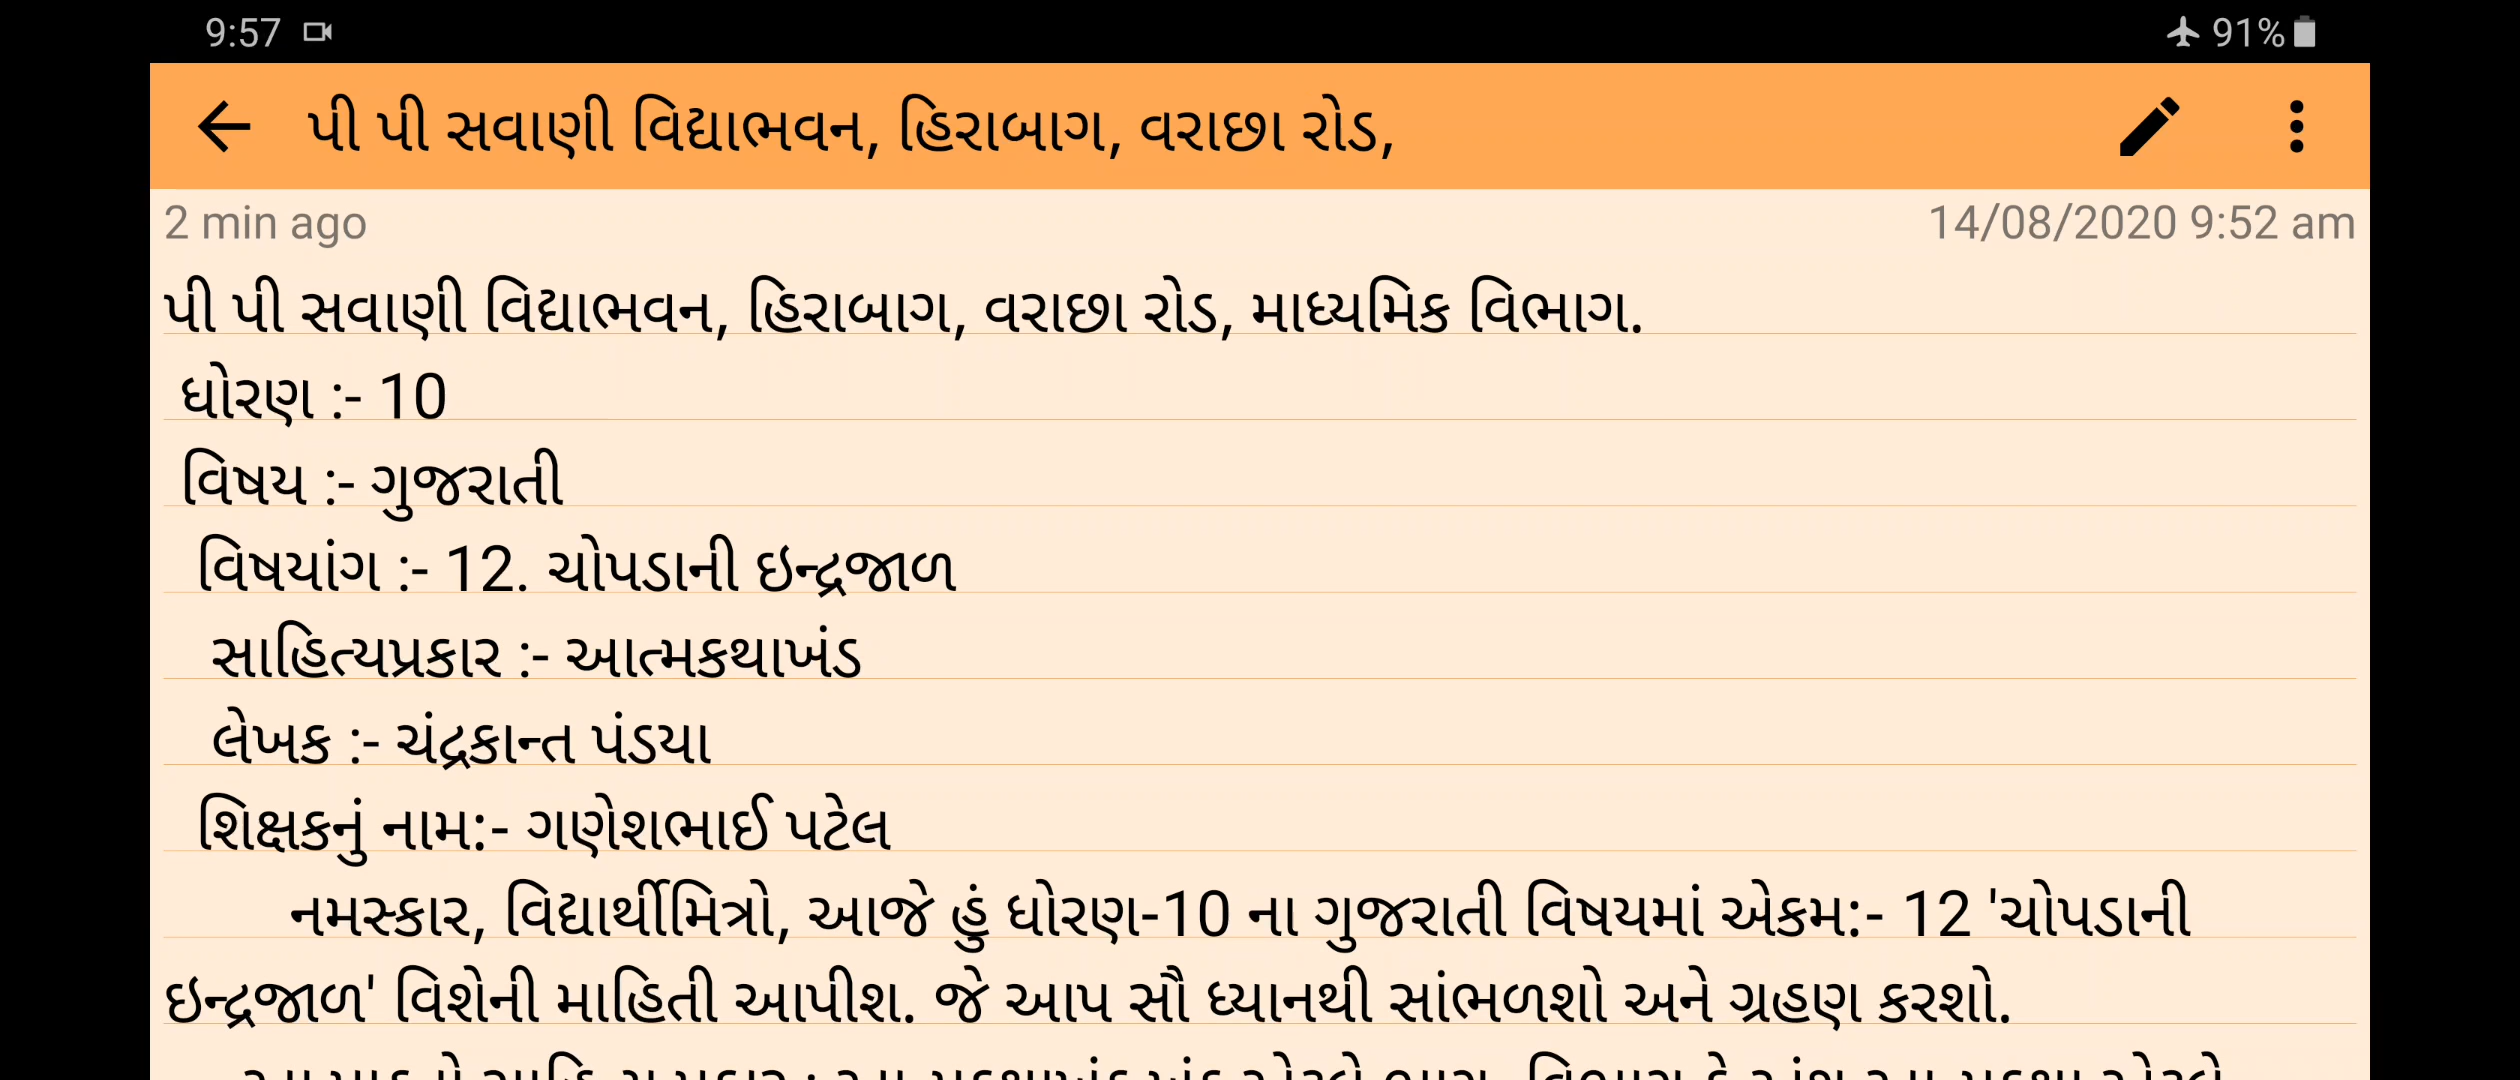 9:57
91%
પી પી સવાણી વિદ્યાભવન, હિરાબાગ, વરાછા રોડ,
2 min ago
14/08/2020 9:52 am
પી પી સવાણી વિદ્યાભવન, હિરાબાગ, વરાછા રોડ, માધ્યમિક વિભાગ.
ધોરણ :- 10
વિષય :- ગુજરાતી
વિષયાંગ :- 12. ચોપડાની ઇન્દ્રજાળ
સાહિત્યપ્રકાર :- આત્મકથાખંડ
લેખક :- ચંદ્રકાન્ત પંડયા
શિક્ષકનું નામ:- ગણેશભાઈ પટેલ
નમસ્કાર, વિદ્યાર્થીમિત્રો, આજે હું ધોરણ-10 ના ગુજરાતી વિષયમાં એકમ:- 12 'ચોપડાની
ઇન્દ્રજાળ' વિશેની માહિતી આપીશ. જે આપ સૌ ધ્યાનથી સાંભળશો અને ગ્રહણ કરશો.